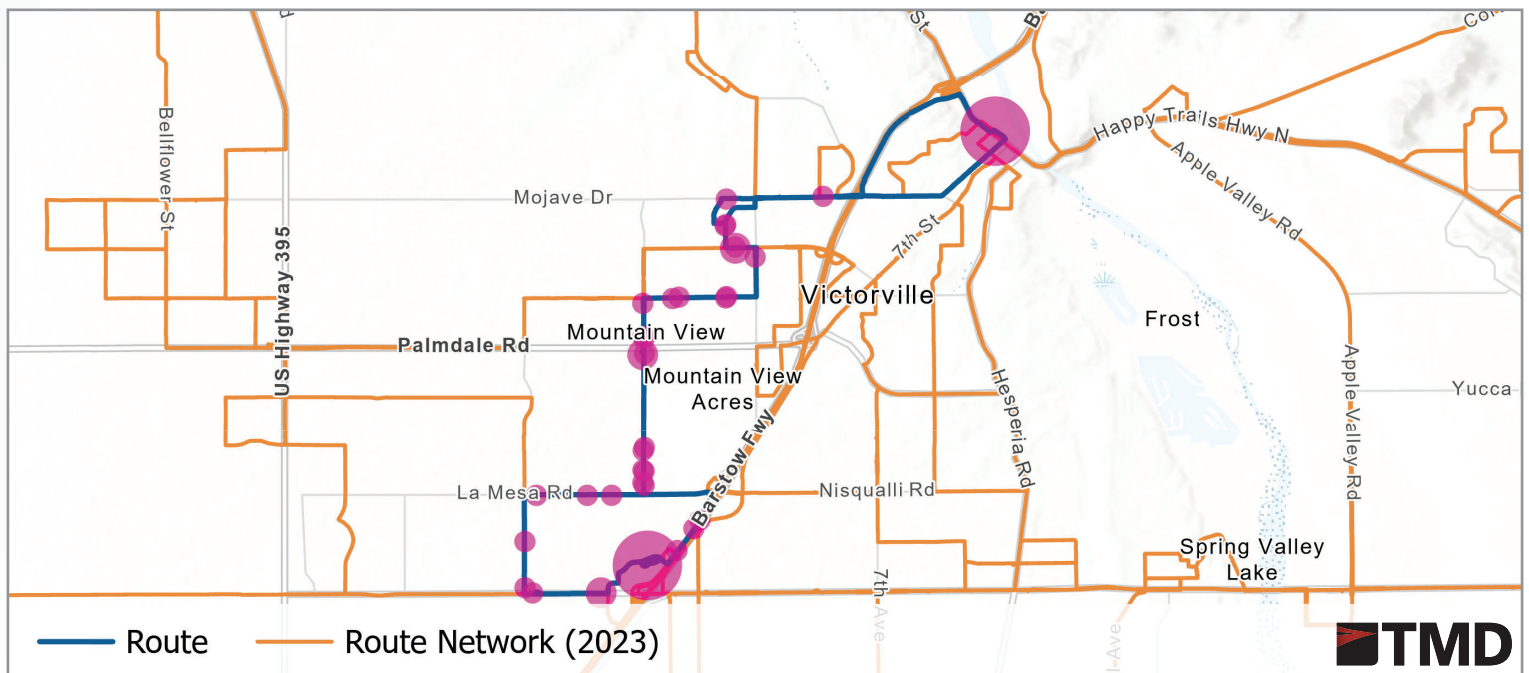 St
Happy Trails Hwy N
Bellflower St
Apple Valley Rd
Mojave Dr
7th St
US Highway 395
Victorville
Frost
Mountain View
Palmdale Rd
Mountain View
Acres
Hesperia Rd
Apple Valley Rd
Yucca
Barstow Fwy
La Mesa Rd
Nisqualli Rd
Spring Valley
Lake
7th Ave
l Ave
Route
Route Network (2023)
TMD